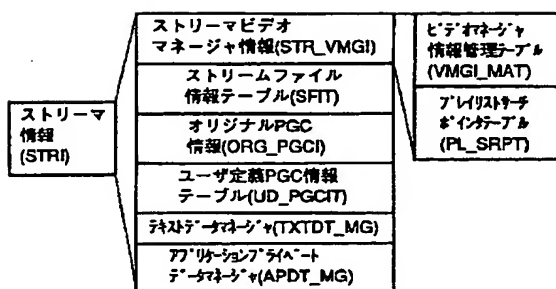 ストリーマ
情報
(STRI)
ストリーマビデオ
マネージャ情報(STR_VMGI)
ストリームファイル
情報テーブル(SFIT)
オリジナルPGC
情報(ORG_PGCI)
ユーザ定義PGC情報
テーブル(UD_PGCIT)
テキストデータマネージャ(TXTDT_MG)
アプリケーションプライベート
データマネージャ(APDT_MG)
ビデオマネージャ
情報管理テーブル
(VMGI_MAT)
プレイリストサーチ
ポインタテーブル
(PL_SRPT)